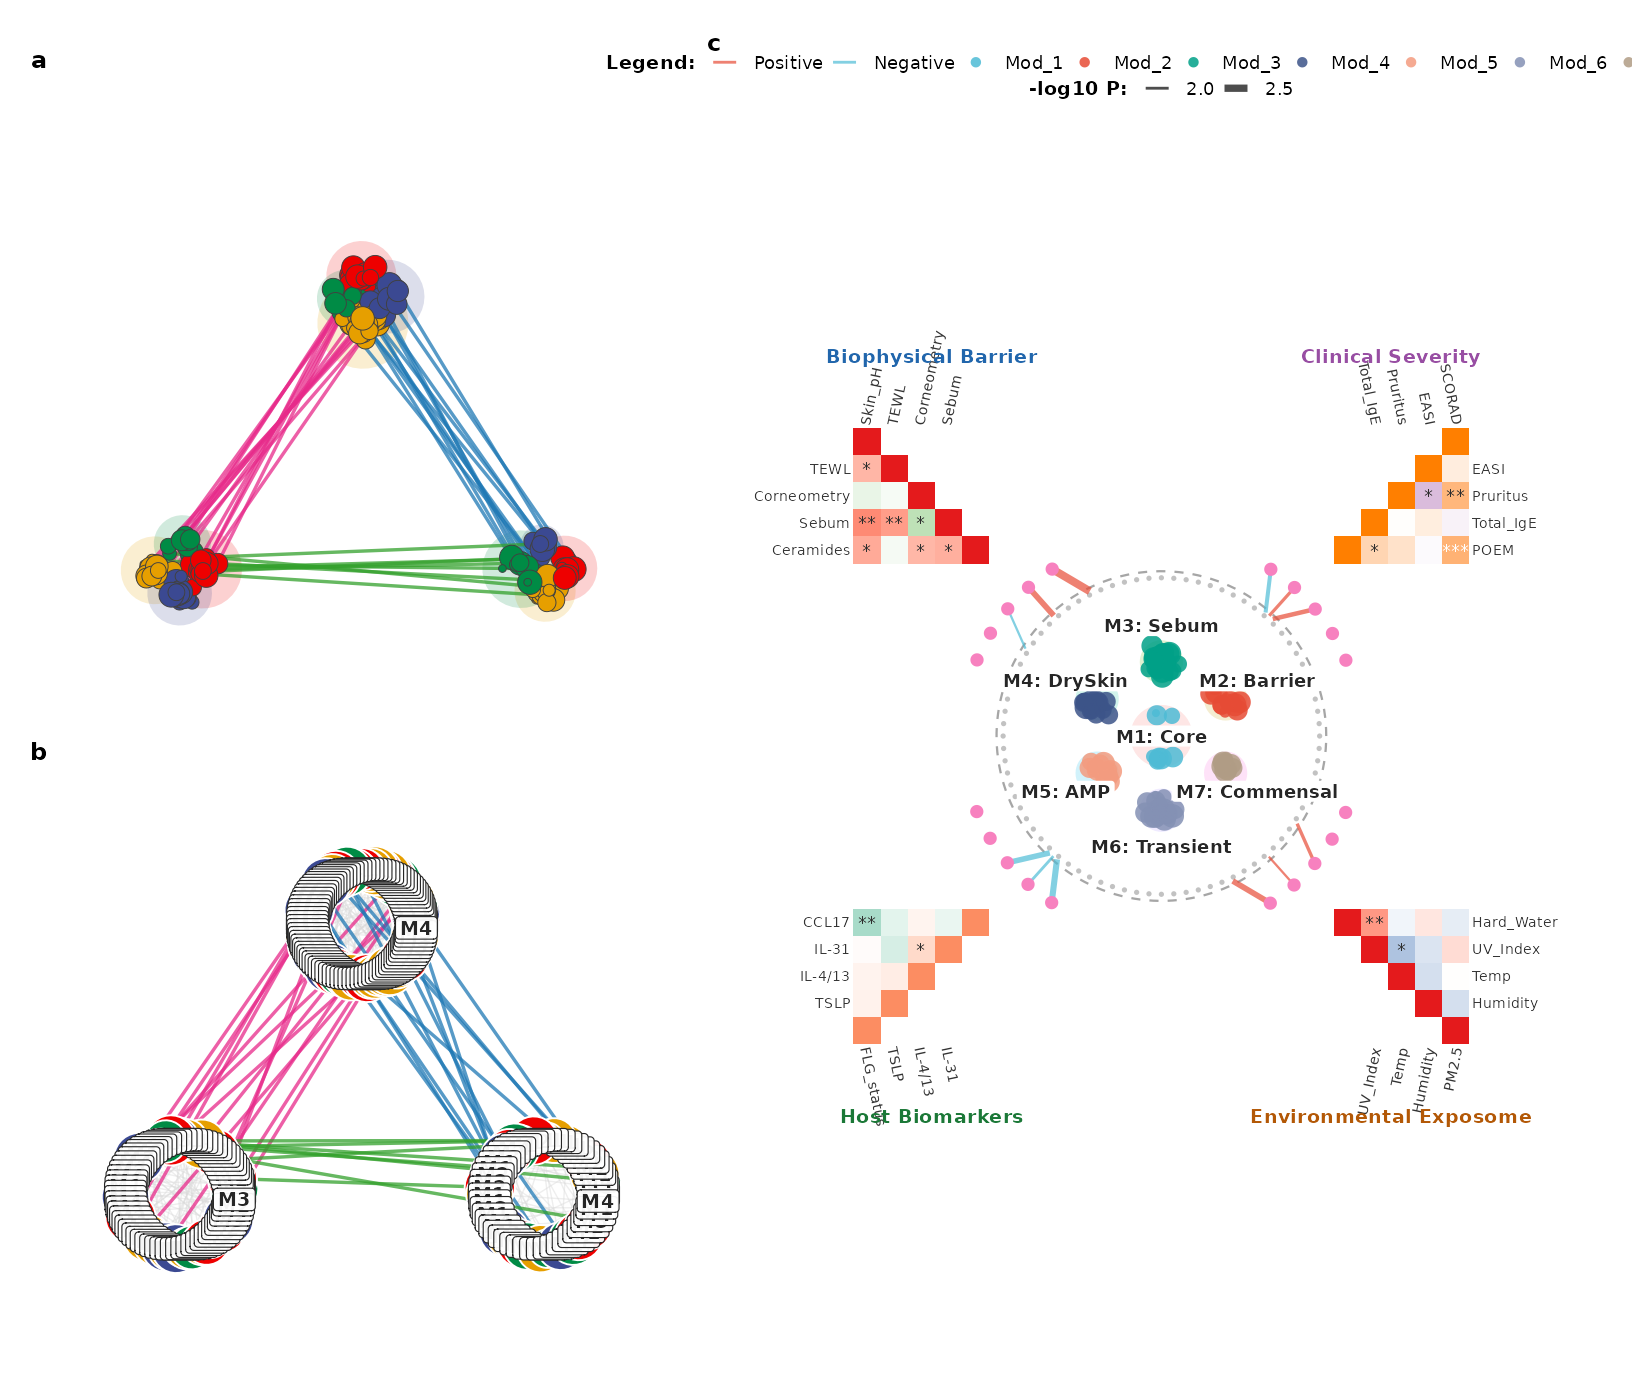 a
c
Legend: Positive Negative Mod_1 Mod_2 Mod_3 Mod_4 Mod_5 Mod_6
-log10 P: 2.0 2.5
Biophysical Barrier
Skin_pH
TEWL
Corneometry
Sebum
TEWL *
Corneometry
Sebum ** ** *
Ceramides * * *
Clinical Severity
Total_IgE
Pruritus
EASI
SCORAD
EASI
* ** Pruritus
Total_IgE
* *** POEM
M3: Sebum
M4: DrySkin
M2: Barrier
M1: Core
M5: AMP
M7: Commensal
M6: Transient
b
M4
M3
M4
CCL17 **
IL-31 *
IL-4/13
TSLP
FLG_status
TSLP
IL-4/13
IL-31
Host Biomarkers
** Hard_Water
* UV_Index
Temp
Humidity
UV_Index
Temp
Humidity
PM2.5
Environmental Exposome